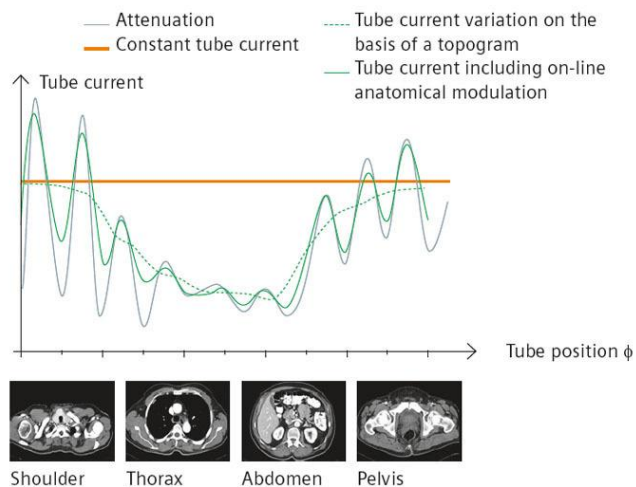 Attenuation
Constant tube current
Tube current variation on the
basis of a topogram
Tube current including on-line
anatomical modulation
Tube current
Tube position ϕ
Shoulder
Thorax
Abdomen
Pelvis